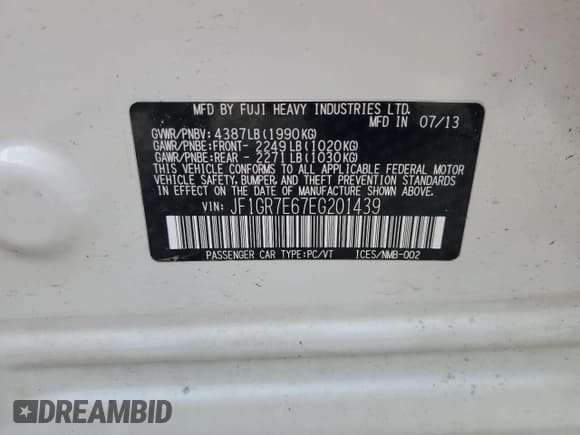 MFD BY FUJI HEAVY INDUSTRIES LTD.
MFD IN 07/13
GVWR/PNBV: 4387LB(1990KG)
GAWR/PNBE:FRONT- 2249LB(1020KG)
GAWR/PNBE:REAR - 2271LB(1030KG)
THIS VEHICLE CONFORMS TO ALL APPLICABLE FEDERAL MOTOR
VEHICLE SAFETY,BUMPER,AND THEFT PREVENTION STANDARDS
IN EFFECT ON THE DATE OF MANUFACTURE SHOWN ABOVE.
VIN: JF1GR7E67EG201439
PASSENGER CAR TYPE:PC/VT ICES/NMB-002
DREAMBID